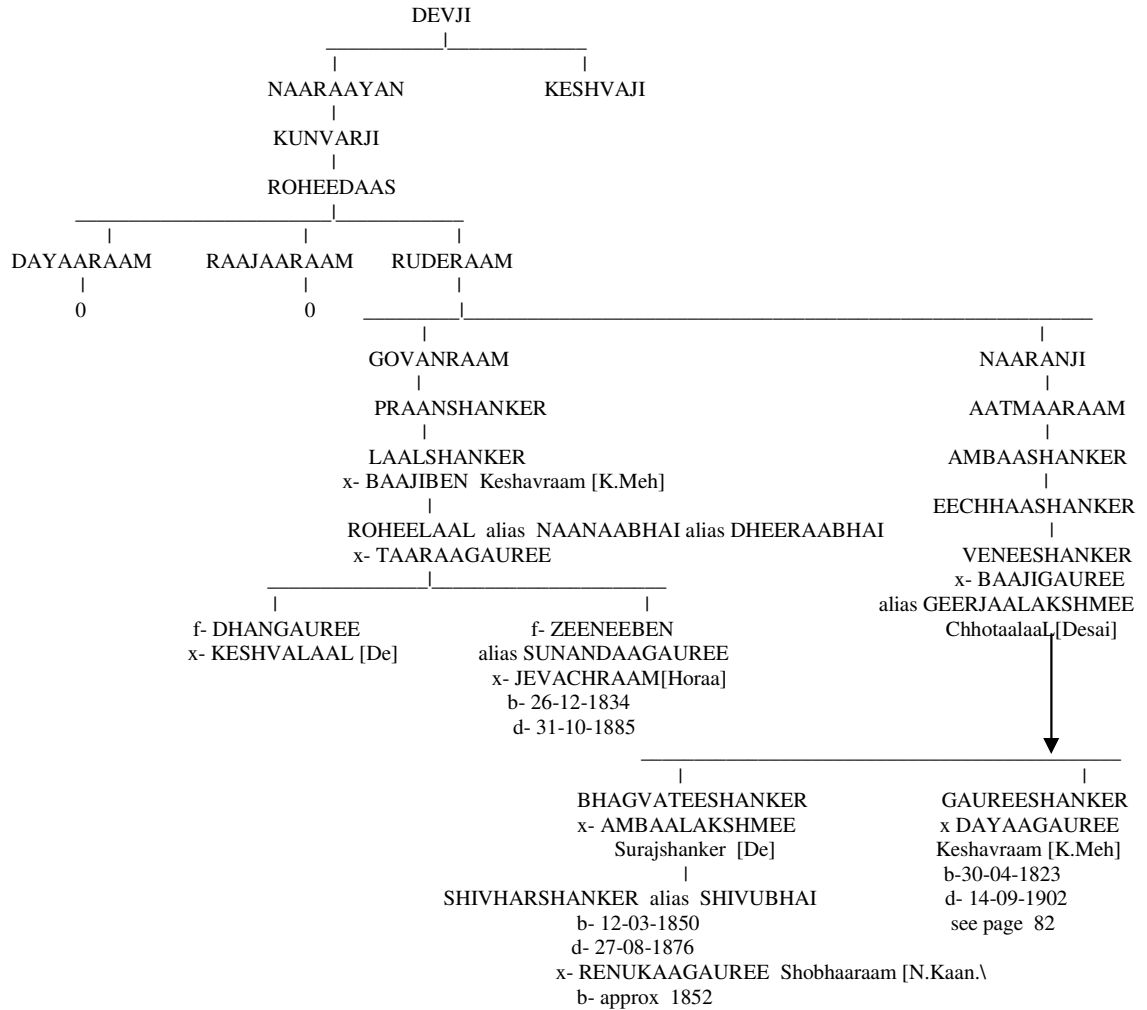 DEVJI
NAARAAYAN KESHVAJI
KUNVARJI
ROHEEDAAS
DAYAARAAM RAAJAARAAM RUDERAAM
0 0
GOVANRAAM NAARANJI
PRAANSHANKER AATMAARAAM
LAALSHANKER AMBAASHANKER
x- BAAJIBEN Keshavraam [K.Meh]
EECHHAASHANKER
ROHEELAAL alias NAANAABHAI alias DHEERAABHAI
x- TAARAAGAUREE VENEESHANKER
x- BAAJIGAUREE
alias GEERJAALAKSHMEE
f- DHANGAUREE f- ZEENEEBEN Chhotaalaal[Desai]
x- KESHVALAAL [De] alias SUNANDAAGAUREE
x- JEVACHRAAM[Horaa]
b- 26-12-1834
d- 31-10-1885
BHAGVATEESHANKER GAUREESHANKER
x- AMBAALAKSHMEE x DAYAAGAUREE
Surajshanker [De] Keshavraam [K.Meh]
b-30-04-1823
SHIVHARSHANKER alias SHIVUBHAI d- 14-09-1902
b- 12-03-1850 see page 82
d- 27-08-1876
x- RENUKAAGAUREE Shobhaaraam [N.Kaan.\
b- approx 1852